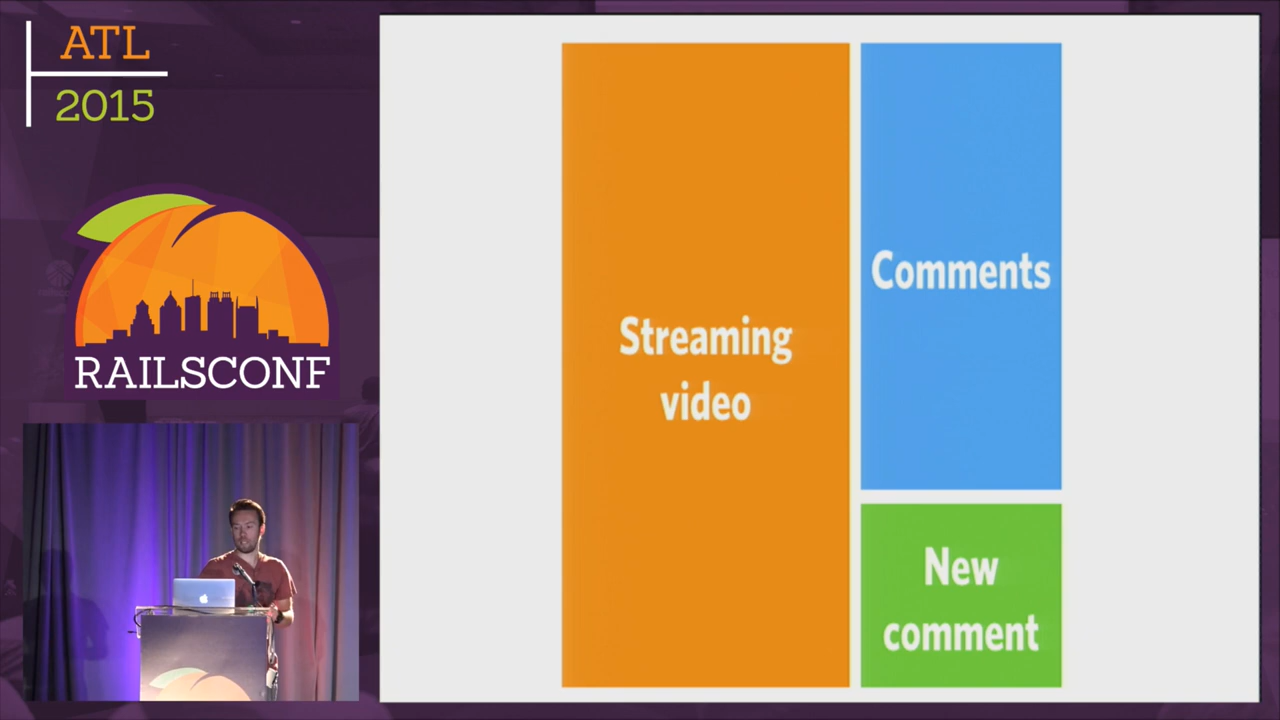 ATL
2015
RAILSCONF
Streaming
video
Comments
New
comment